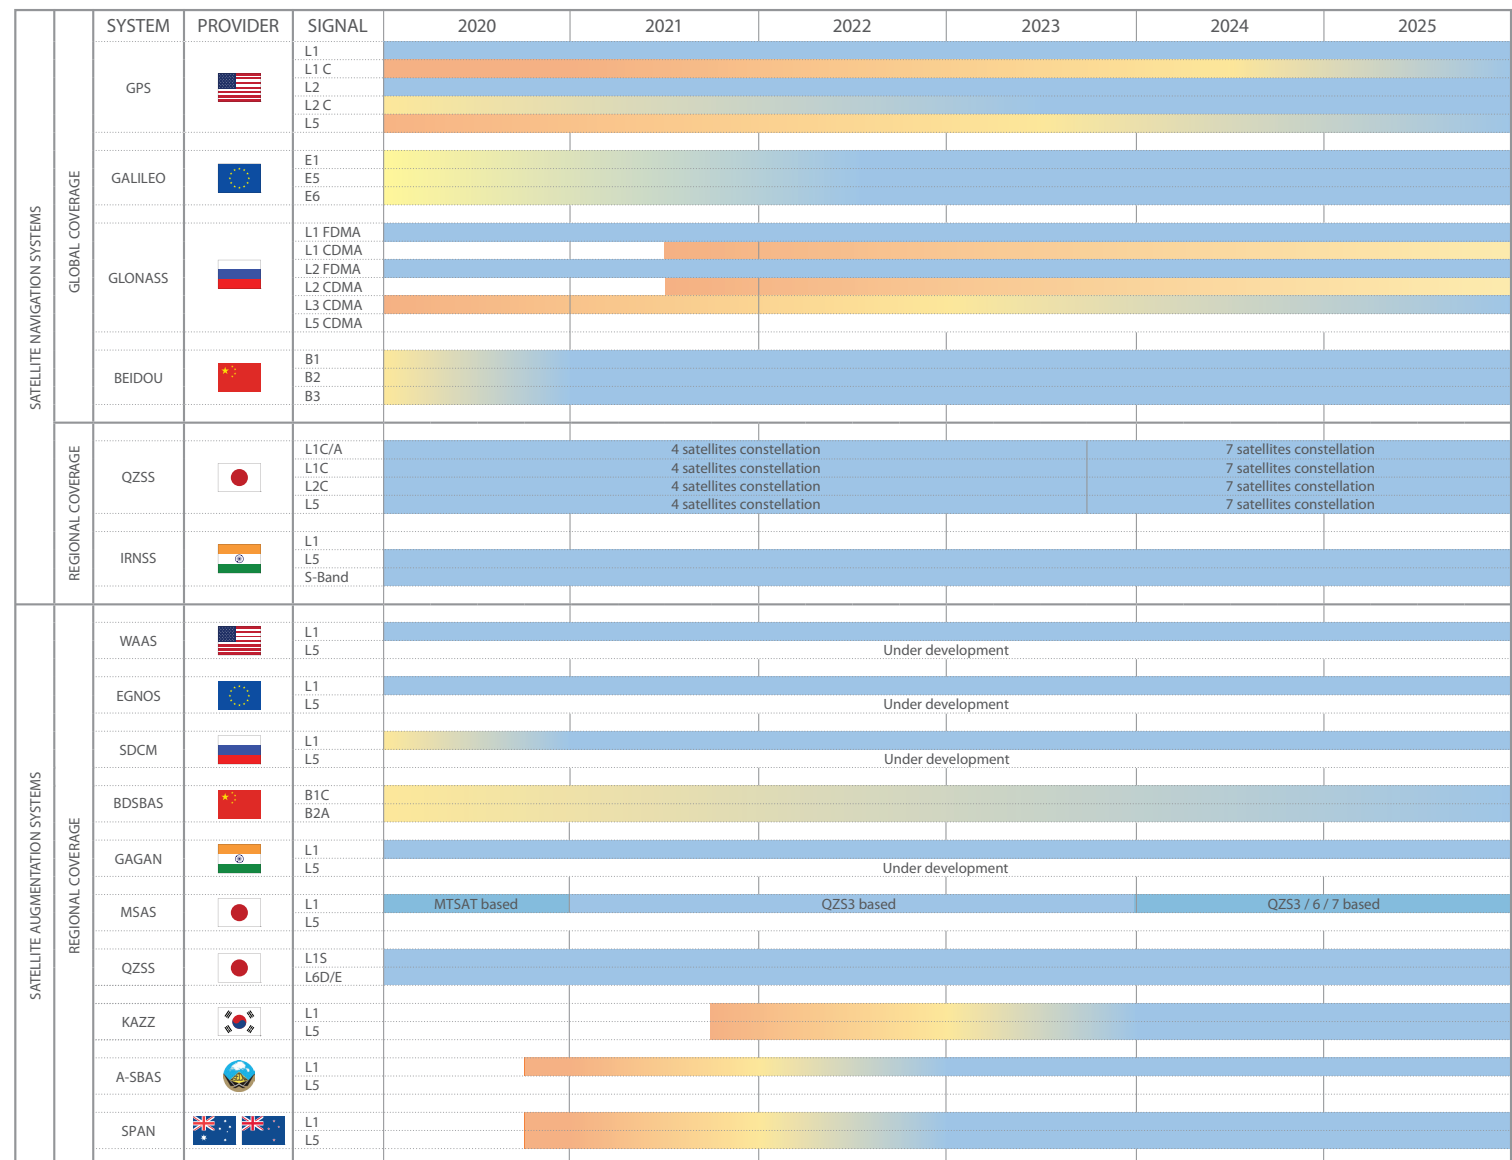 SYSTEM PROVIDER SIGNAL 2020 2021 2022 2023 2024 2025
SATELLITE NAVIGATION SYSTEMS
GLOBAL COVERAGE
GPS
L1
L1 C
L2
L2 C
L5
GALILEO
E1
E5
E6
GLONASS
L1 FDMA
L1 CDMA
L2 FDMA
L2 CDMA
L3 CDMA
L5 CDMA
BEIDOU
B1
B2
B3
REGIONAL COVERAGE
QZSS
L1C/A 4 satellites constellation 7 satellites constellation
L1C 4 satellites constellation 7 satellites constellation
L2C 4 satellites constellation 7 satellites constellation
L5 4 satellites constellation 7 satellites constellation
IRNSS
L1
L5
S-Band
SATELLITE AUGMENTATION SYSTEMS
REGIONAL COVERAGE
WAAS
L1
L5 Under development
EGNOS
L1
L5 Under development
SDCM
L1
L5 Under development
BDSBAS
B1C
B2A
GAGAN
L1
L5 Under development
MSAS
L1 MTSAT based QZS3 based QZS3 / 6 / 7 based
L5
QZSS
L1S
L6D/E
KAZZ
L1
L5
A-SBAS
L1
L5
SPAN
L1
L5